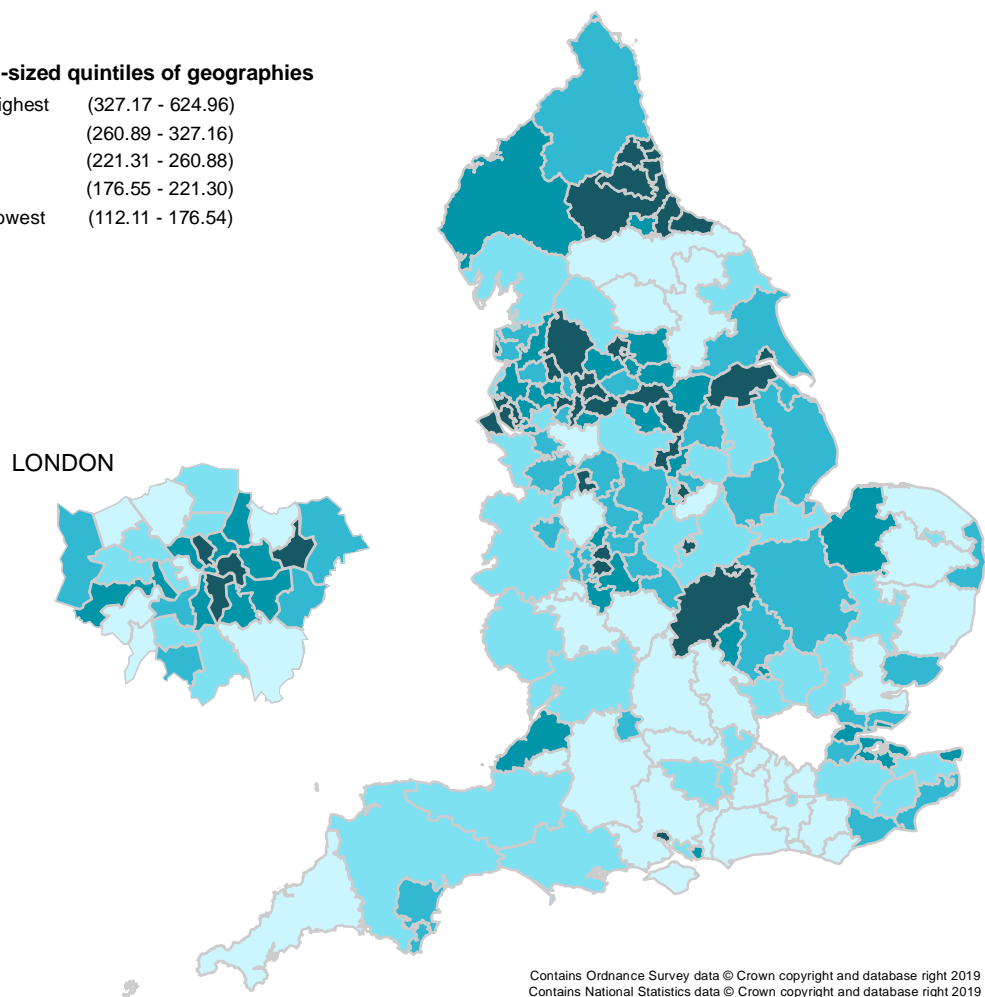 -sized quintiles of geographies
ighest (327.17 - 624.96)
(260.89 - 327.16)
(221.31 - 260.88)
(176.55 - 221.30)
owest (112.11 - 176.54)
LONDON
Contains Ordnance Survey data © Crown copyright and database right 2019
Contains National Statistics data © Crown copyright and database right 2019